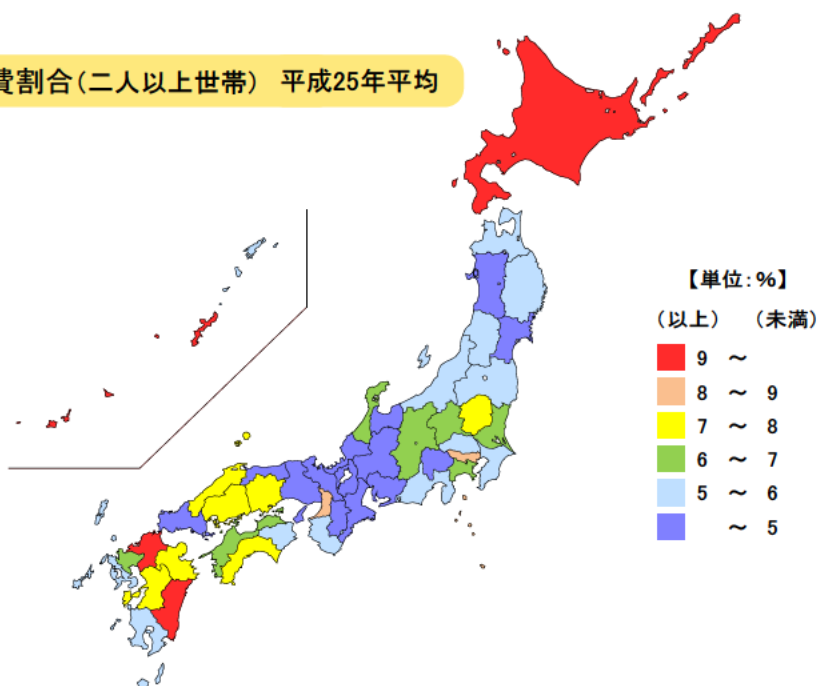 費割合(二人以上世帯) 平成25年平均
【単位:%】
(以上) (未満)
9 ～
8 ～ 9
7 ～ 8
6 ～ 7
5 ～ 6
～ 5